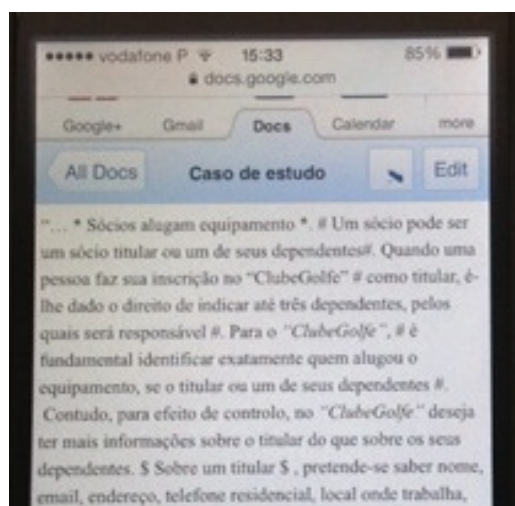 vodafone P 15:33 85%
docs.google.com
Google+ Gmail Docs Calendar more
All Docs Caso de estudo Edit
"... * Sócios alugam equipamento *. # Um sócio pode ser
um sócio titular ou um de seus dependentes#. Quando uma
pessoa faz sua inscrição no "ClubeGolfe" # como titular, é-
lhe dado o direito de indicar até três dependentes, pelos
quais será responsável #. Para o "ClubeGolfe", # é
fundamental identificar exatamente quem alugou o
equipamento, se o titular ou um de seus dependentes #.
Contudo, para efeito de controlo, no "ClubeGolfe" deseja
ter mais informações sobre o titular do que sobre os seus
dependentes. $ Sobre um titular $ , pretende-se saber nome,
email, endereço, telefone residencial, local onde trabalha,